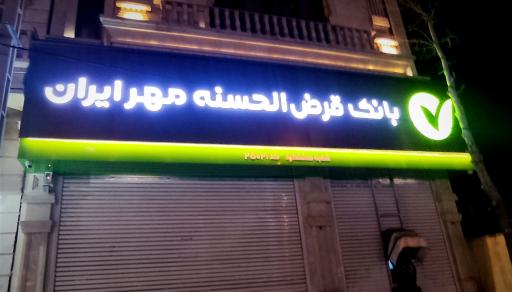 بانک قرض الحسنه مهر ایران